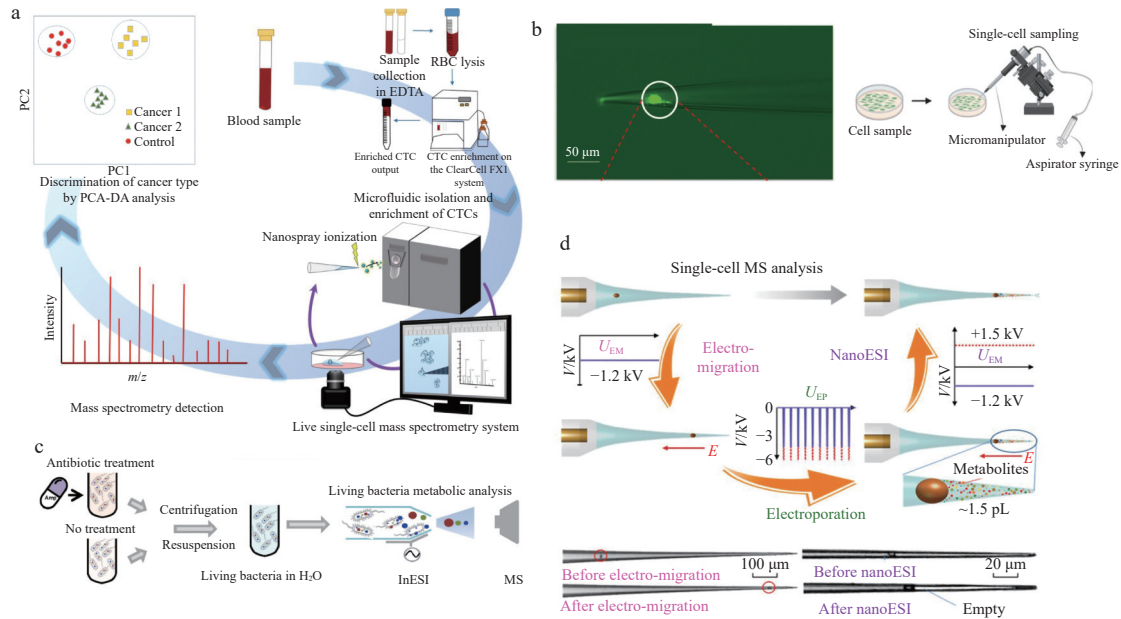 a
PC2
Cancer 1
Cancer 2
Control
PC1
Discrimination of cancer type
by PCA-DA analysis
Blood sample
Sample
collection
in EDTA
RBC lysis
Enriched CTC
output
CTC enrichment on
the ClearCell FX1
system
Microfluidic isolation and
enrichment of CTCs
Nanospray ionization
Intensity
m/z
Mass spectrometry detection
Live single-cell mass spectrometry system
b
50 μm
Single-cell sampling
Cell sample
Micromanipulator
Aspirator syringe
c
Antibiotic treatment
Amp
No treatment
Centrifugation
Resuspension
Living bacteria in H₂O
Living bacteria metabolic analysis
InESI
MS
d
Single-cell MS analysis
V/kV
U_EM
−1.2 kV
Electro-
migration
NanoESI
V/kV
+1.5 kV
U_EM
−1.2 kV
E
V/kV
U_EP
0
−3
−6
Electroporation
E
Metabolites
~1.5 pL
Before electro-migration
100 μm
After electro-migration
Before nanoESI
20 μm
After nanoESI
Empty